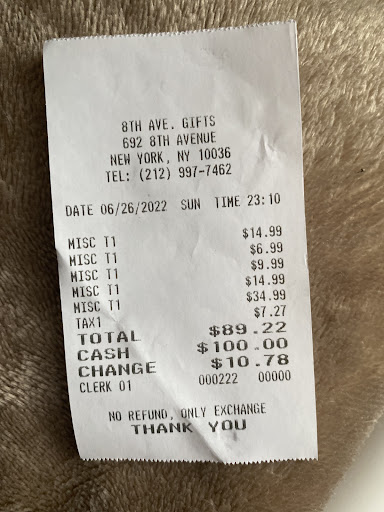 8TH AVE. GIFTS
692 8TH AVENUE
NEW YORK, NY 10036
TEL: (212) 997-7462
DATE 06/26/2022 SUN TIME 23:10
MISC T1 $14.99
MISC T1 $6.99
MISC T1 $9.99
MISC T1 $14.99
MISC T1 $34.99
TAX1 $7.27
TOTAL $89.22
CASH $100.00
CHANGE $10.78
CLERK 01 000222 00000
NO REFUND, ONLY EXCHANGE
THANK YOU